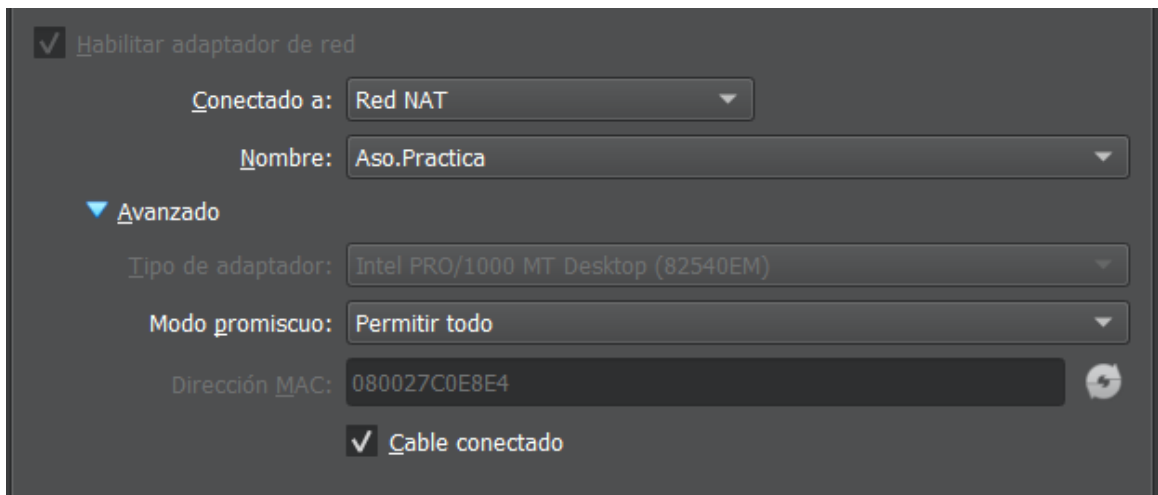 Habilitar adaptador de red
Conectado a: Red NAT
Nombre: Aso.Practica
Avanzado
Tipo de adaptador: Intel PRO/1000 MT Desktop (82540EM)
Modo promiscuo: Permitir todo
Dirección MAC: 080027C0E8E4
Cable conectado